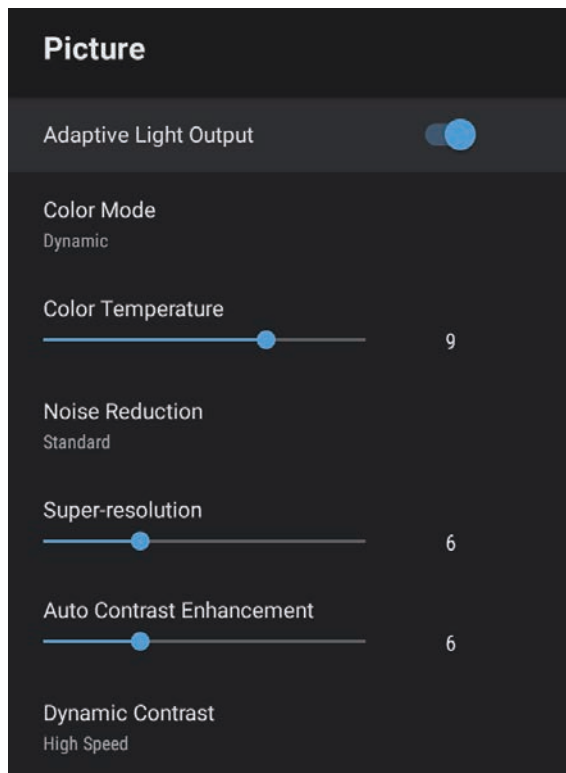 Picture
Adaptive Light Output
Color Mode
Dynamic
Color Temperature
9
Noise Reduction
Standard
Super-resolution
6
Auto Contrast Enhancement
6
Dynamic Contrast
High Speed